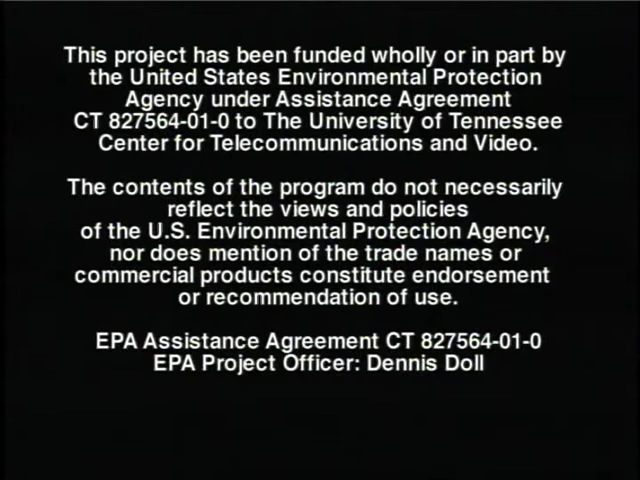 This project has been funded wholly or in part by
the United States Environmental Protection
Agency under Assistance Agreement
CT 827564-01-0 to The University of Tennessee
Center for Telecommunications and Video.
The contents of the program do not necessarily
reflect the views and policies
of the U.S. Environmental Protection Agency,
nor does mention of the trade names or
commercial products constitute endorsement
or recommendation of use.
EPA Assistance Agreement CT 827564-01-0
EPA Project Officer: Dennis Doll